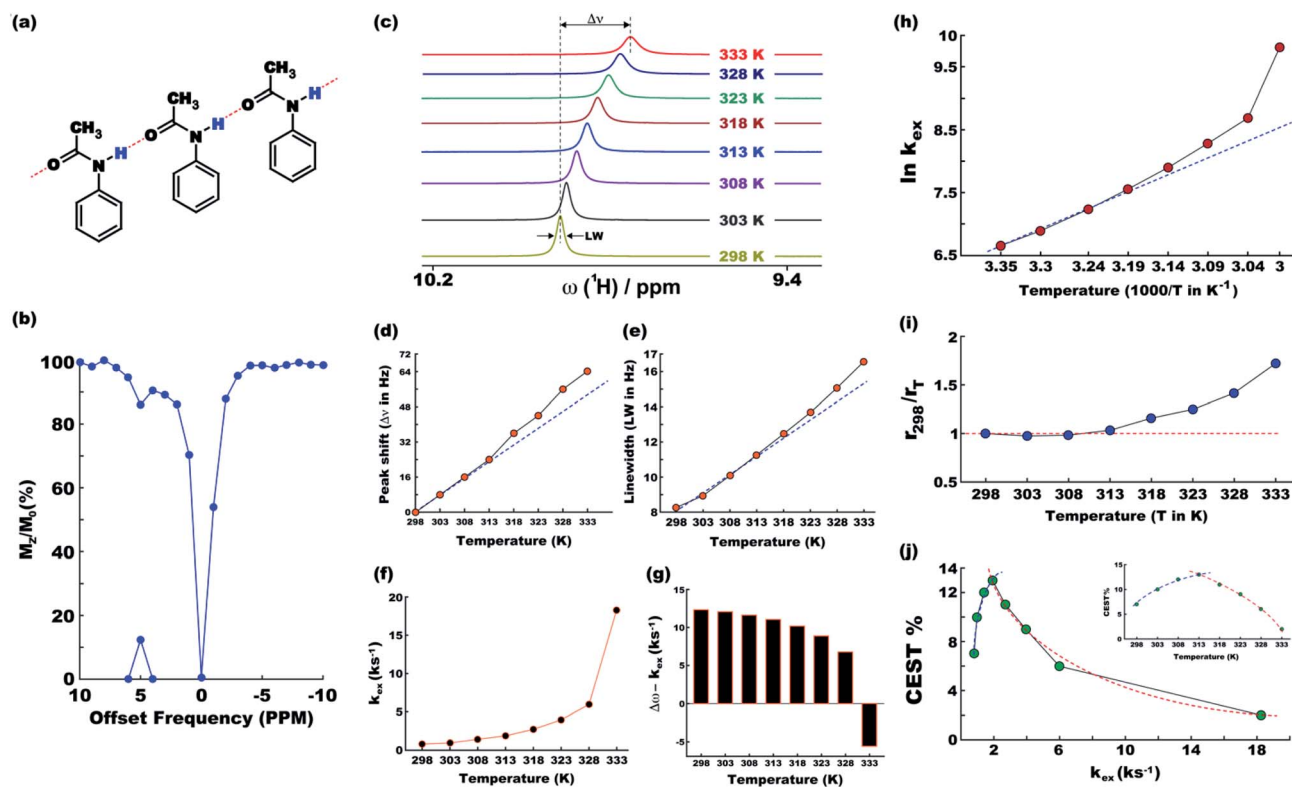 (a)
CH3
O
N
H
CH3
O
N
H
CH3
O
N
H
(b)
Mz/M0(%)
100
80
60
40
20
0
10
5
0
-5
-10
Offset Frequency (PPM)
(c)
Δν
333 K
328 K
323 K
318 K
313 K
308 K
303 K
LW
298 K
10.2
9.4
ω (¹H) / ppm
(d)
Peak shift (Δν in Hz)
72
64
48
32
16
0
298 303 308 313 318 323 328 333
Temperature (K)
(e)
Linewidth (LW in Hz)
17
16
14
12
10
8
298 303 308 313 318 323 328 333
Temperature (K)
(f)
kex (ks-1)
20
15
10
5
0
298 303 308 313 318 323 328 333
Temperature (K)
(g)
Δω– kex (ks-1)
15
10
5
0
-5
298 303 308 313 318 323 328 333
Temperature (K)
(h)
ln kex
10
9.5
8.5
7.5
6.5
3.35 3.3 3.24 3.19 3.14 3.09 3.04 3
Temperature (1000/T in K-1)
(i)
r298/rT
2
1.5
1
0.5
298 303 308 313 318 323 328 333
Temperature (T in K)
(j)
CEST %
14
12
10
8
6
4
2
0
2 6 10 14 18
kex (ks-1)
CEST%
15
10
5
0
298 303 308 313 318 323 328 333
Temperature (K)